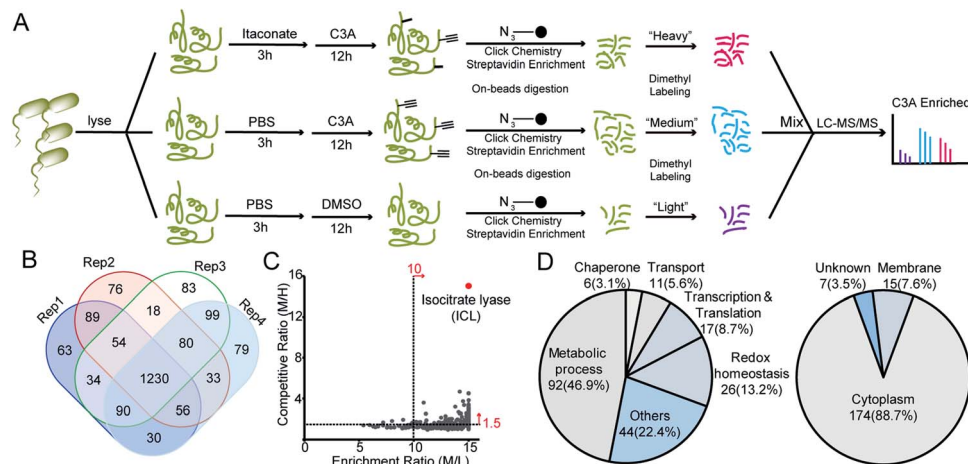 A
lyse
Itaconate
3h
C3A
12h
N3
Click Chemistry
Streptavidin Enrichment
On-beads digestion
"Heavy"
Dimethyl
Labeling
PBS
3h
C3A
12h
N3
Click Chemistry
Streptavidin Enrichment
On-beads digestion
"Medium"
Dimethyl
Labeling
PBS
3h
DMSO
12h
N3
Click Chemistry
Streptavidin Enrichment
"Light"
Mix
LC-MS/MS
C3A Enriched
B
Rep1
Rep2
Rep3
Rep4
76
83
89
18
99
63
54
80
79
34
1230
33
90
56
30
C
Competitive Ratio (M/H)
16
12
8
4
0
0
5
10
15
Enrichment Ratio (M/L)
10
Isocitrate lyase
(ICL)
1.5
D
Chaperone
6(3.1%)
Transport
11(5.6%)
Transcription &
Translation
17(8.7%)
Redox
homeostasis
26(13.2%)
Others
44(22.4%)
Metabolic
process
92(46.9%)
Unknown
7(3.5%)
Membrane
15(7.6%)
Cytoplasm
174(88.7%)